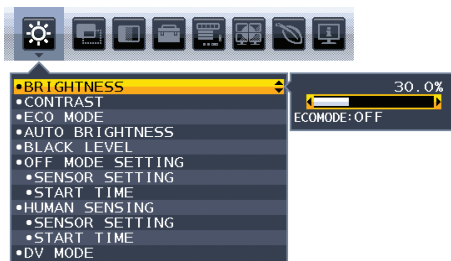 •BRIGHTNESS
30.0%
ECOMODE:OFF
•CONTRAST
•ECO MODE
•AUTO BRIGHTNESS
•BLACK LEVEL
•OFF MODE SETTING
•SENSOR SETTING
•START TIME
•HUMAN SENSING
•SENSOR SETTING
•START TIME
•DV MODE